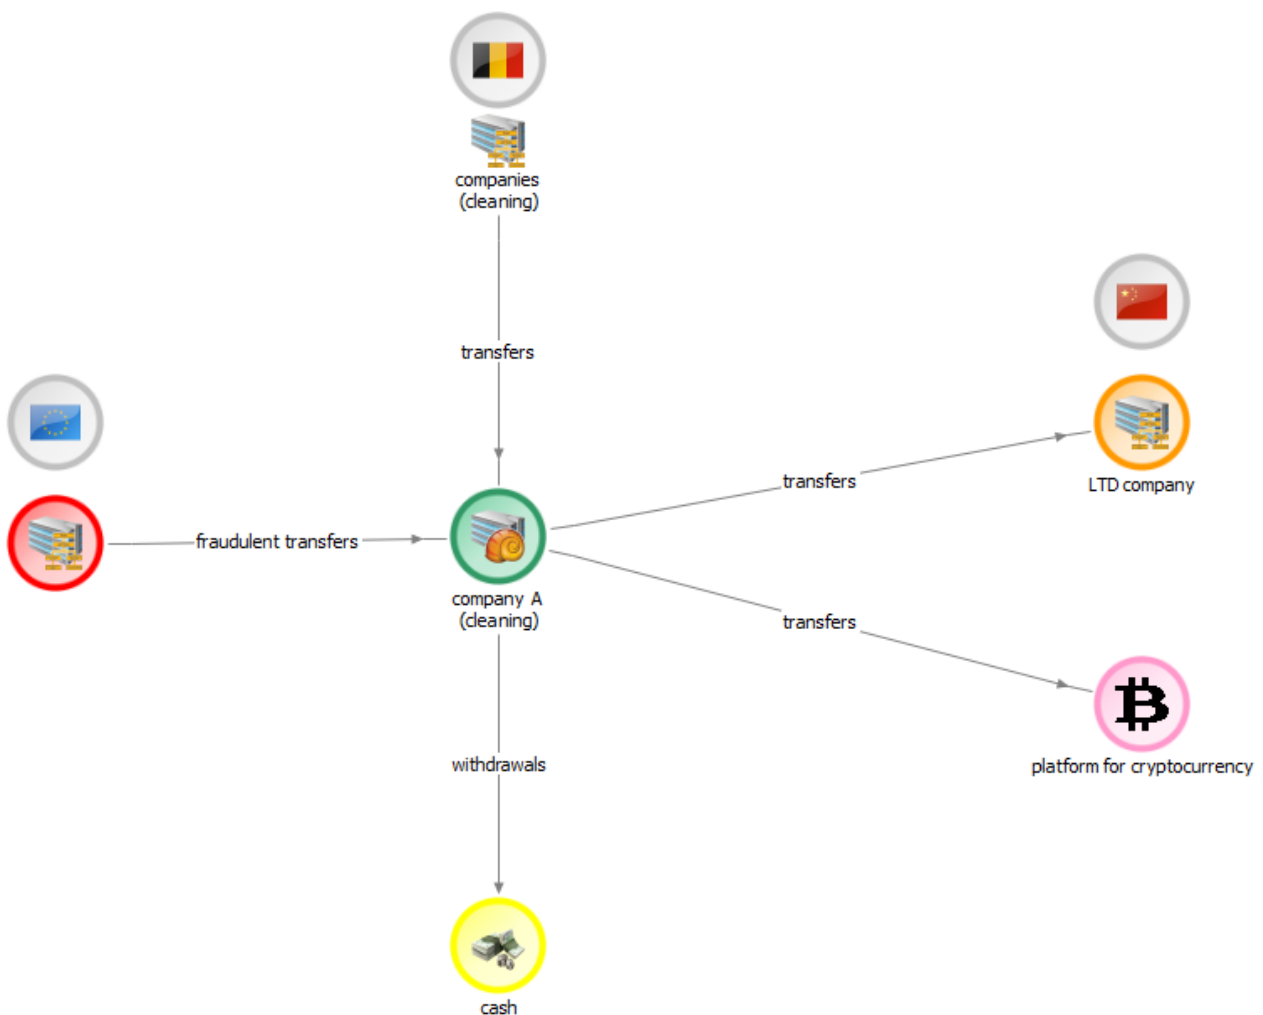 companies
(cleaning)
transfers
transfers
LTD company
fraudulent transfers
company A
(cleaning)
transfers
withdrawals
platform for cryptocurrency
cash